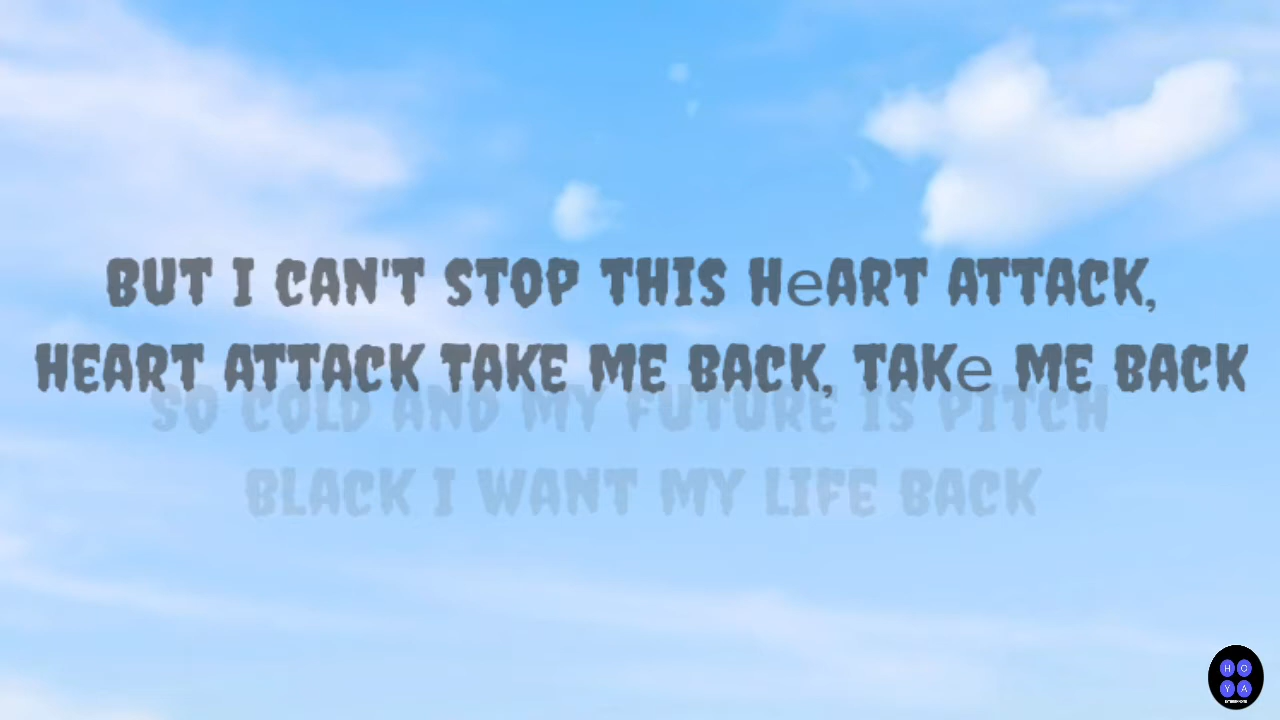 BUT I CAN'T STOP THIS HeART ATTACK,
HEART ATTACK TAKE ME BACK, TAKe ME BACK
SO COLD AND MY FUTURE IS PITCH
BLACK I WANT MY LIFE BACK
H O
Y A